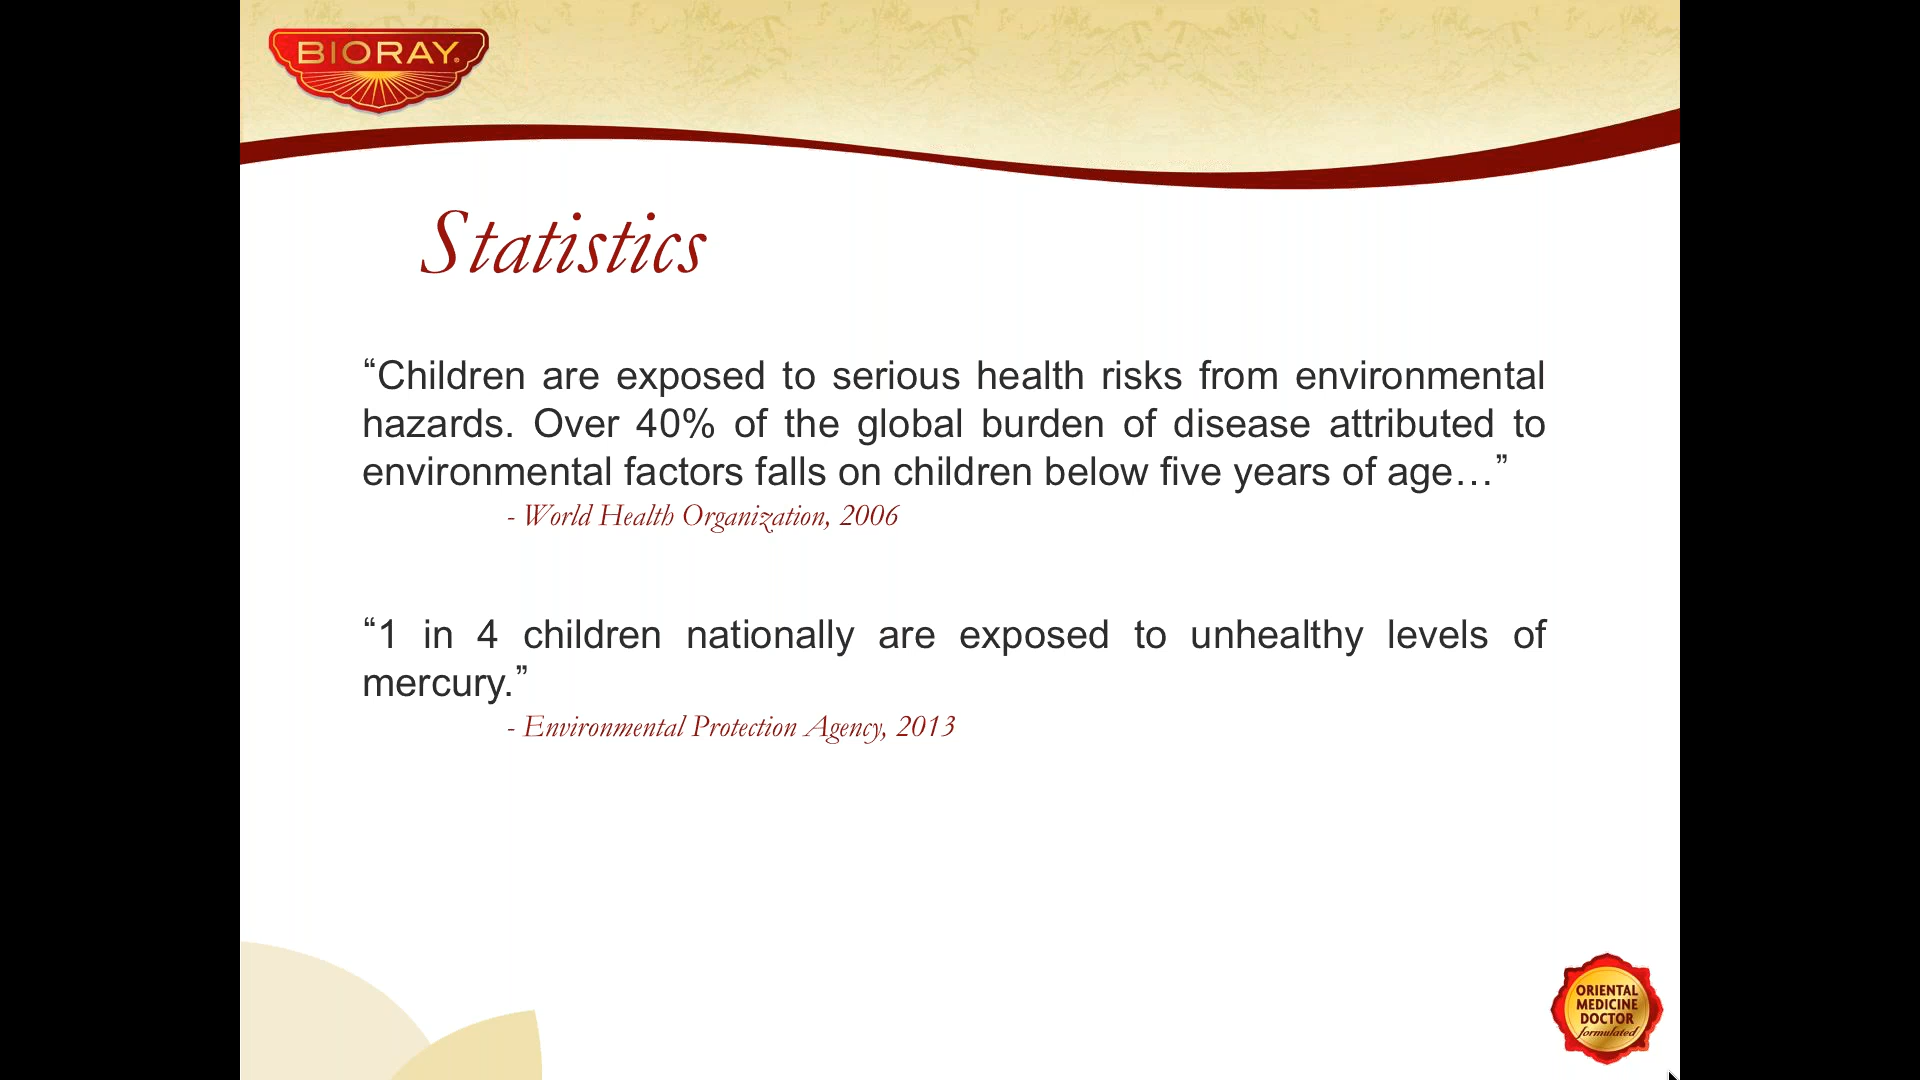 BIORAY®
Statistics
“Children are exposed to serious health risks from environmental
hazards. Over 40% of the global burden of disease attributed to
environmental factors falls on children below five years of age…”
- World Health Organization, 2006
“1 in 4 children nationally are exposed to unhealthy levels of
mercury.”
- Environmental Protection Agency, 2013
ORIENTAL
MEDICINE
DOCTOR
formulated